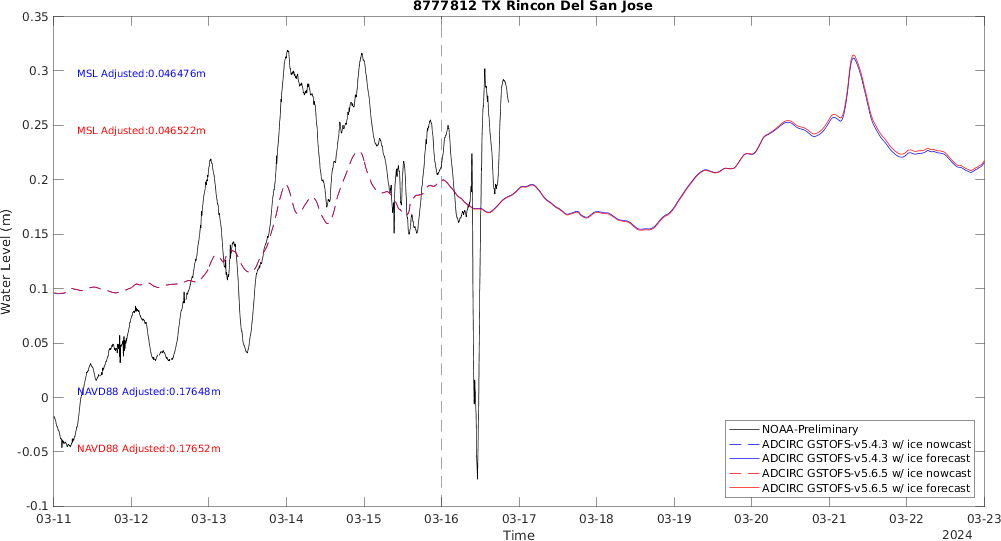 8777812 TX Rincon Del San Jose
0.35
0.3
0.25
0.2
0.15
0.1
0.05
0
-0.05
-0.1
Water Level (m)
MSL Adjusted:0.046476m
MSL Adjusted:0.046522m
NAVD88 Adjusted:0.17648m
NAVD88 Adjusted:0.17652m
NOAA-Preliminary
ADCIRC GSTOFS-v5.4.3 w/ ice nowcast
ADCIRC GSTOFS-v5.4.3 w/ ice forecast
ADCIRC GSTOFS-v5.6.5 w/ ice nowcast
ADCIRC GSTOFS-v5.6.5 w/ ice forecast
03-11 03-12 03-13 03-14 03-15 03-16 03-17 03-18 03-19 03-20 03-21 03-22 03-23
Time
2024